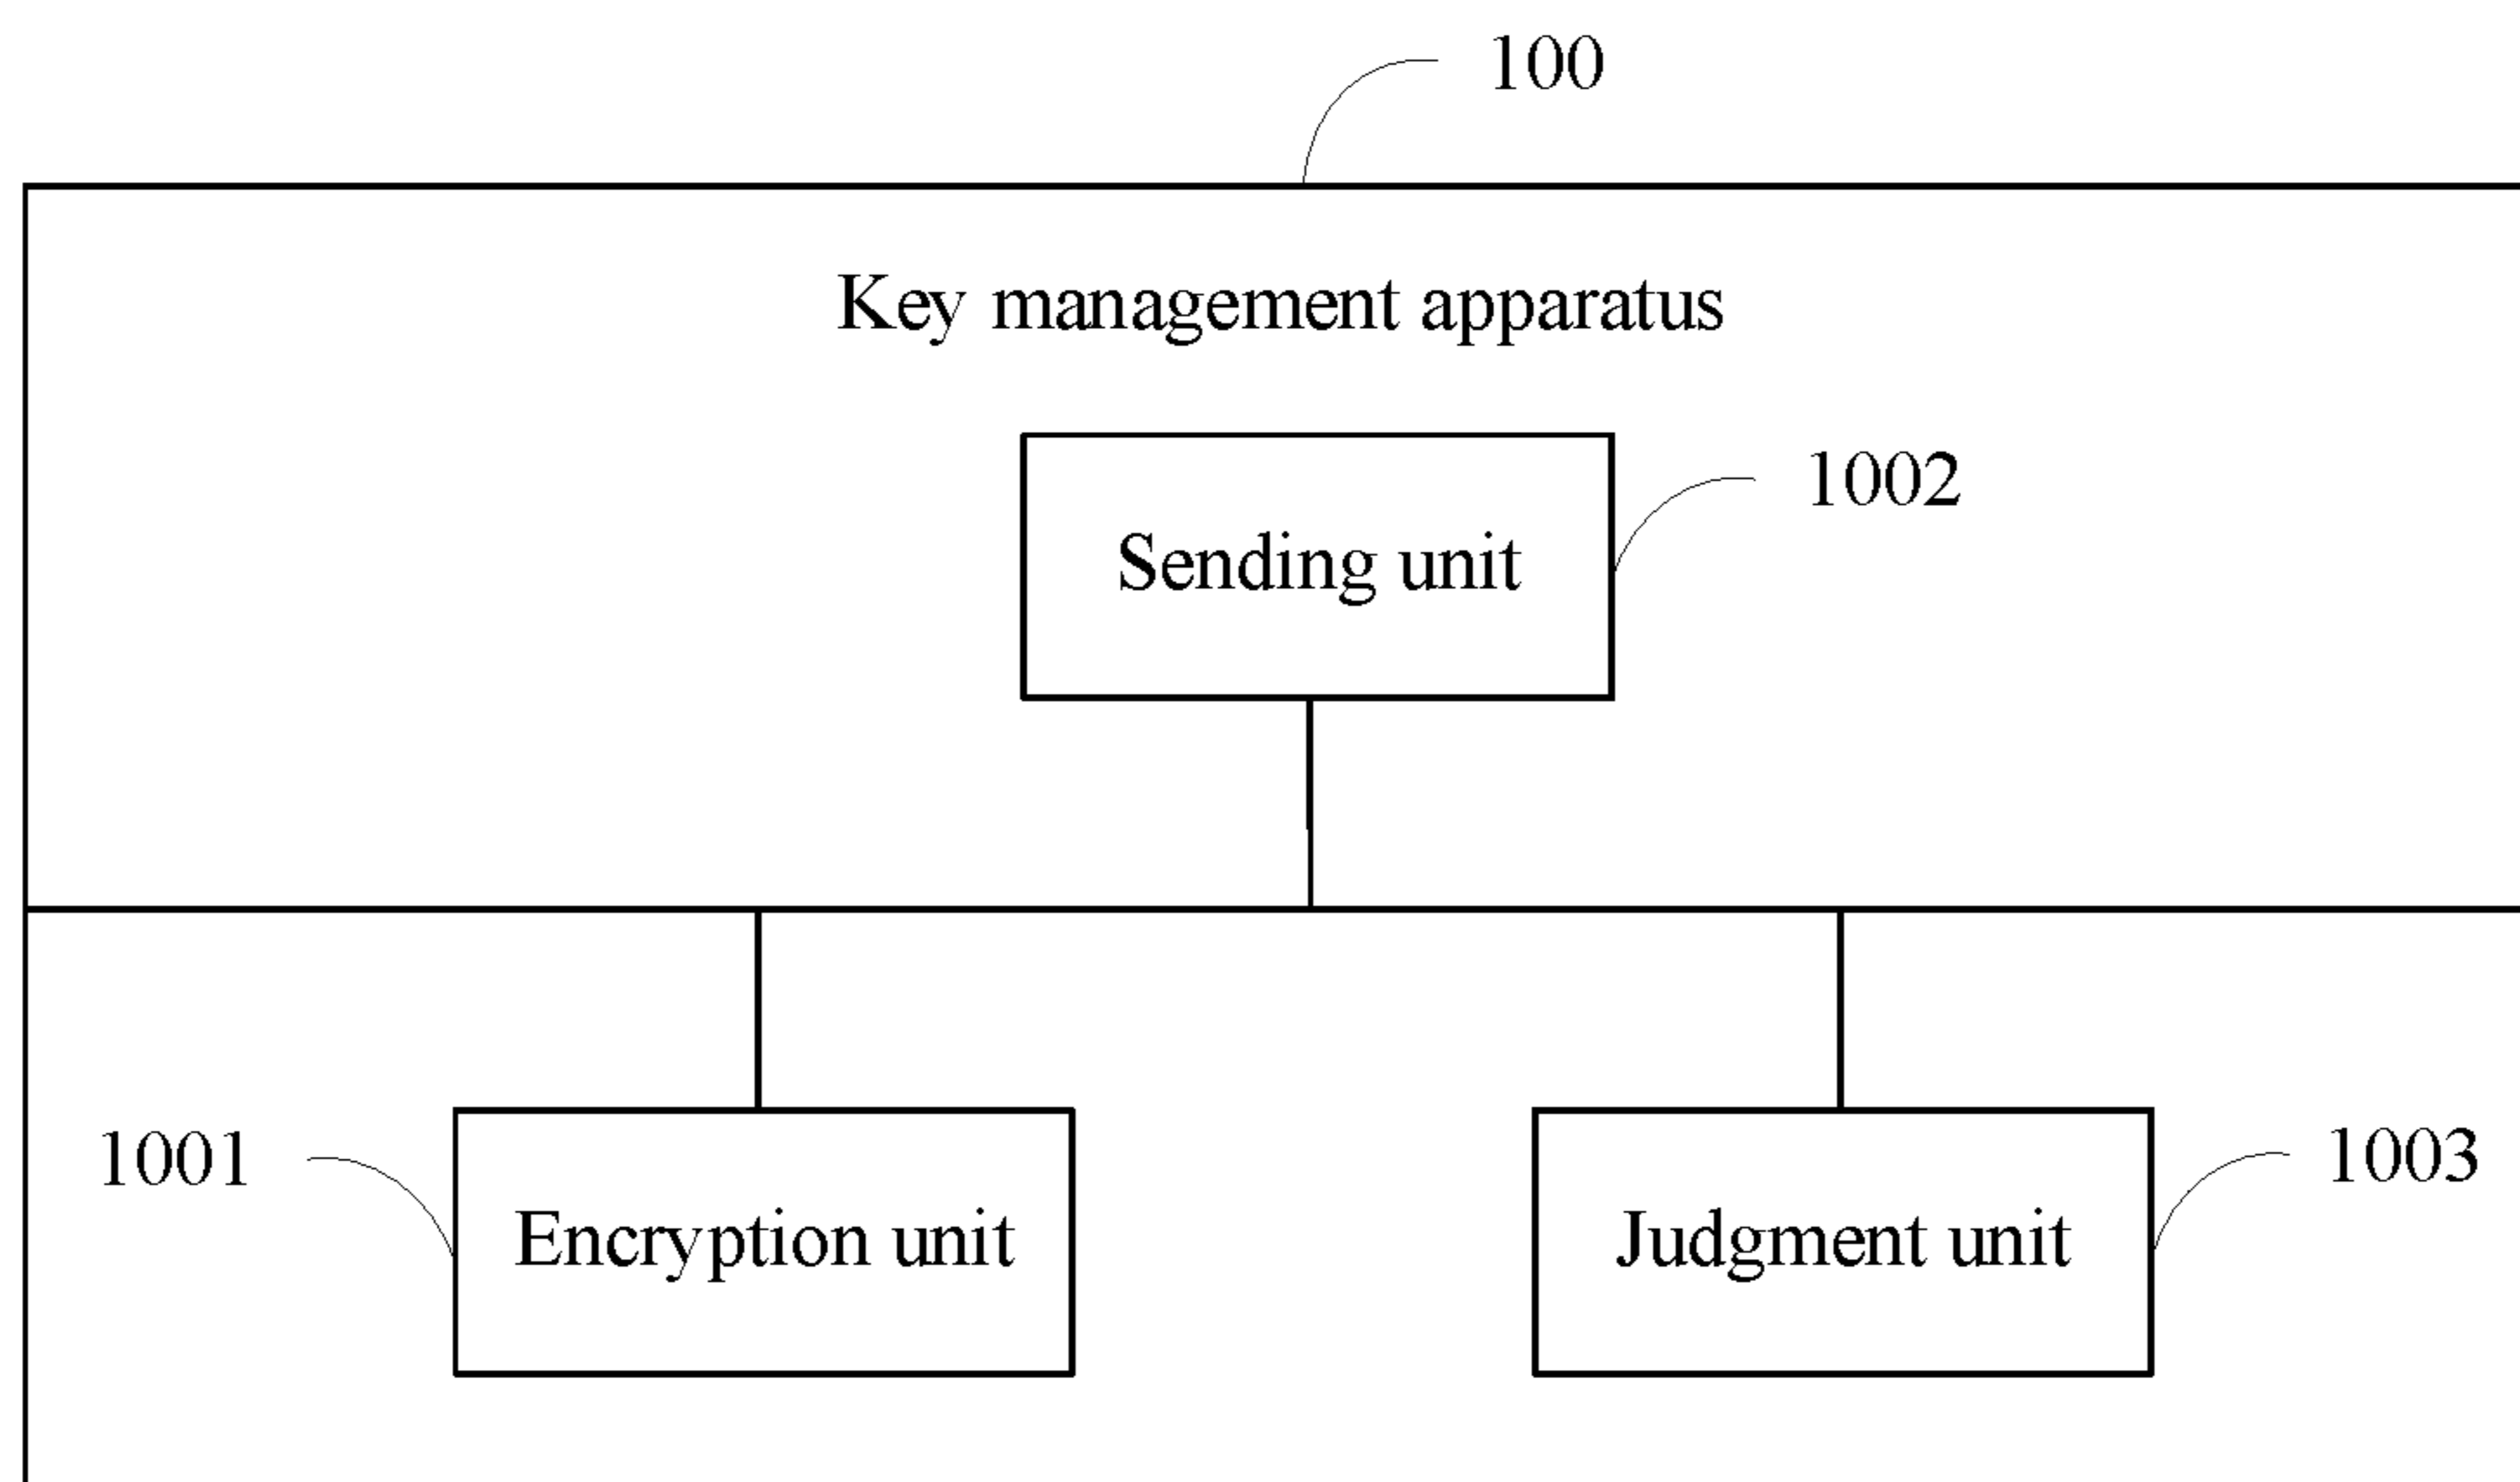 100
Key management apparatus
1002
Sending unit
1001
Encryption unit
1003
Judgment unit